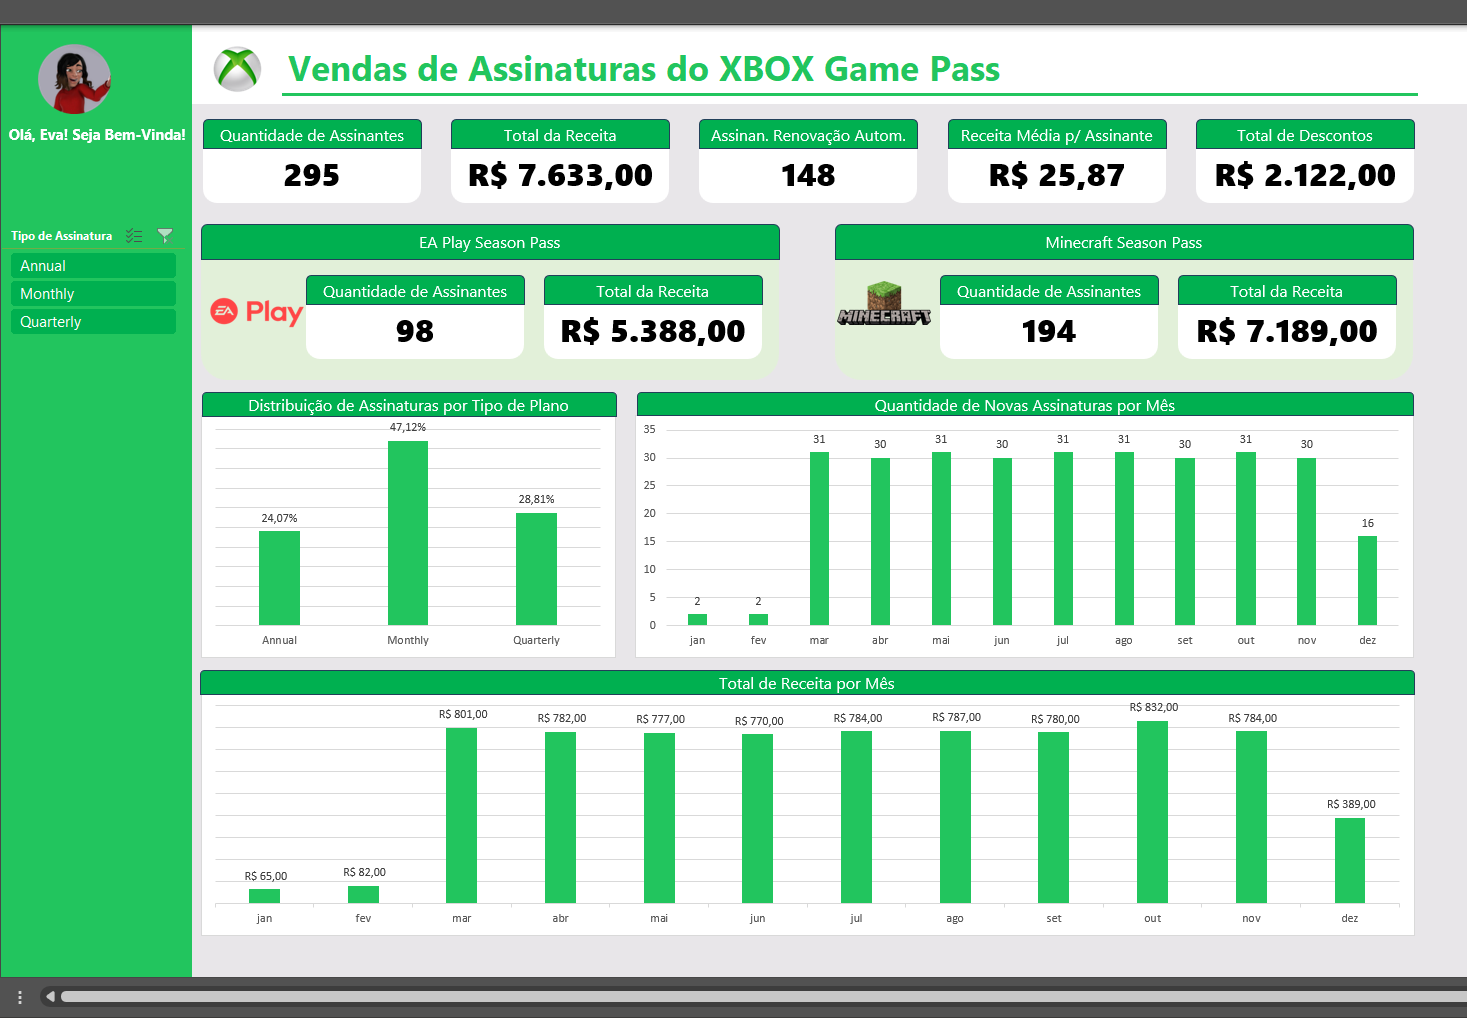 Vendas de Assinaturas do XBOX Game Pass
Olá, Eva! Seja Bem-Vinda!
Tipo de Assinatura
Annual
Monthly
Quarterly
Quantidade de Assinantes
295
Total da Receita
R$ 7.633,00
Assinan. Renovação Autom.
148
Receita Média p/ Assinante
R$ 25,87
Total de Descontos
R$ 2.122,00
EA Play Season Pass
EA Play
Quantidade de Assinantes
98
Total da Receita
R$ 5.388,00
Minecraft Season Pass
MINECRAFT
Quantidade de Assinantes
194
Total da Receita
R$ 7.189,00
Distribuição de Assinaturas por Tipo de Plano
24,07%
47,12%
28,81%
Annual
Monthly
Quarterly
Quantidade de Novas Assinaturas por Mês
35
30
25
20
15
10
5
0
2
2
31
30
31
30
31
31
30
31
30
16
jan
fev
mar
abr
mai
jun
jul
ago
set
out
nov
dez
Total de Receita por Mês
R$ 65,00
R$ 82,00
R$ 801,00
R$ 782,00
R$ 777,00
R$ 770,00
R$ 784,00
R$ 787,00
R$ 780,00
R$ 832,00
R$ 784,00
R$ 389,00
jan
fev
mar
abr
mai
jun
jul
ago
set
out
nov
dez